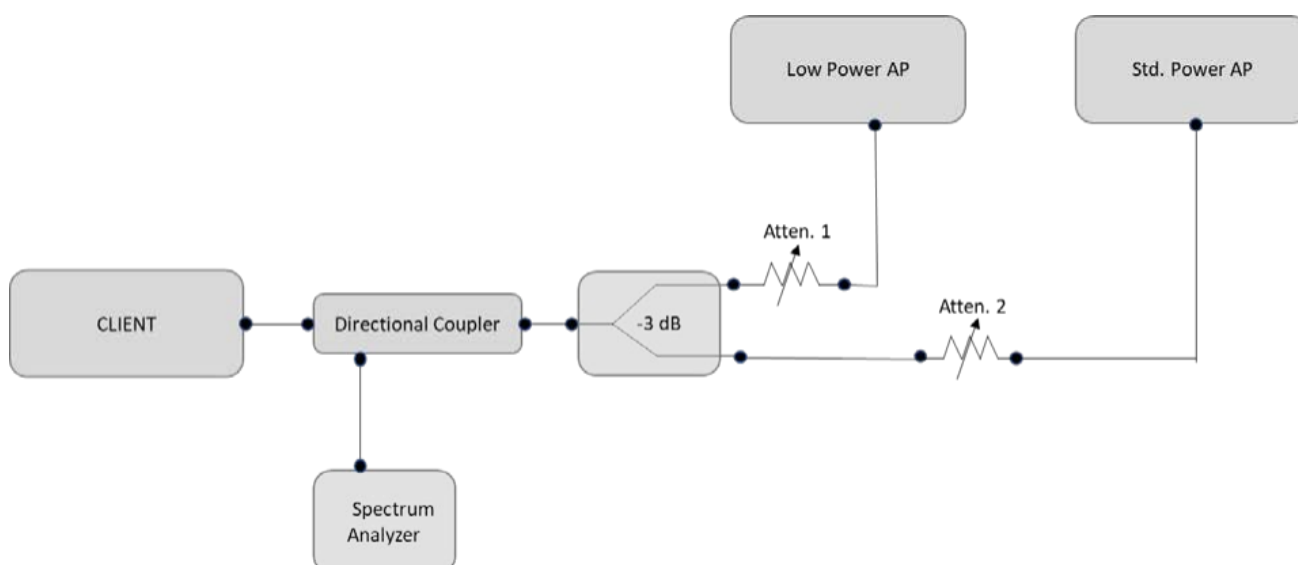 Low Power AP
Std. Power AP
Atten. 1
Atten. 2
CLIENT
Directional Coupler
-3 dB
Spectrum
Analyzer